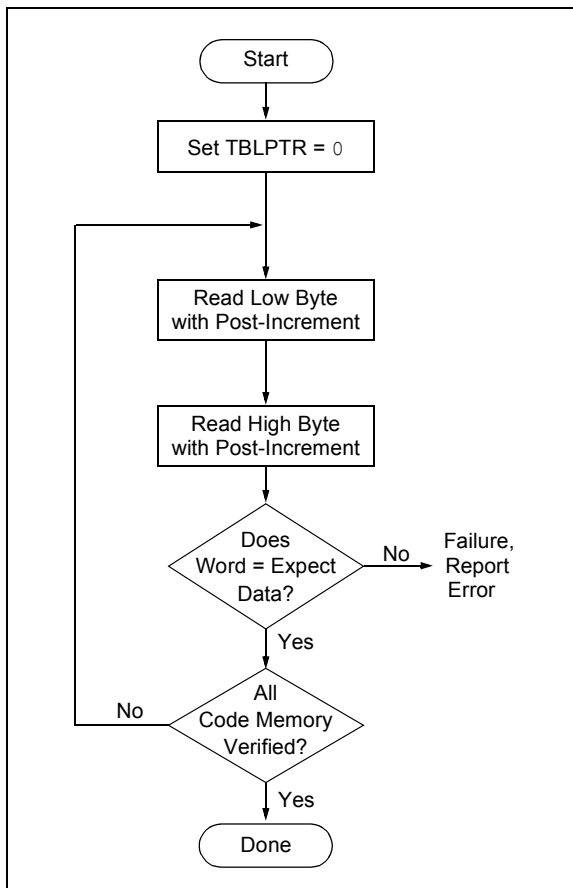 Start
Set TBLPTR = 0
Read Low Byte
with Post-Increment
Read High Byte
with Post-Increment
Does
Word = Expect
Data?
No
Failure,
Report
Error
Yes
All
Code Memory
Verified?
No
Yes
Done